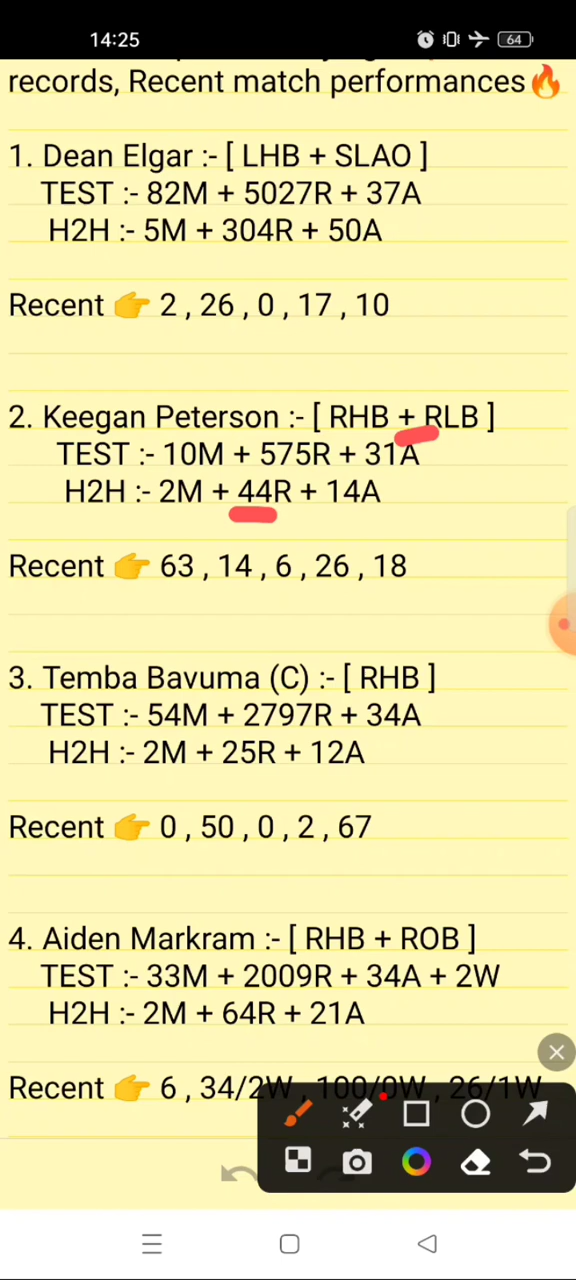 14:25
64
records, Recent match performances🔥
1. Dean Elgar :- [ LHB + SLAO ]
TEST :- 82M + 5027R + 37A
H2H :- 5M + 304R + 50A
Recent 👉 2 , 26 , 0 , 17 , 10
2. Keegan Peterson :- [ RHB + RLB ]
TEST :- 10M + 575R + 31A
H2H :- 2M + 44R + 14A
Recent 👉 63 , 14 , 6 , 26 , 18
3. Temba Bavuma (C) :- [ RHB ]
TEST :- 54M + 2797R + 34A
H2H :- 2M + 25R + 12A
Recent 👉 0 , 50 , 0 , 2 , 67
4. Aiden Markram :- [ RHB + ROB ]
TEST :- 33M + 2009R + 34A + 2W
H2H :- 2M + 64R + 21A
Recent 👉 6 , 34/2W , 100/0W , 26/1W